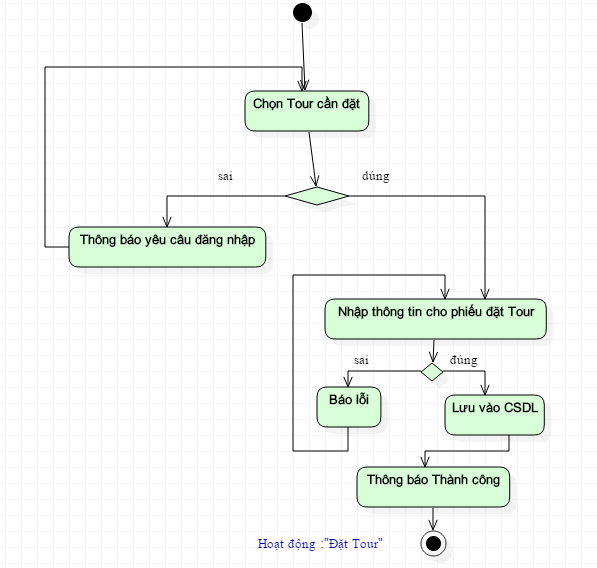 Chọn Tour cần đặt
sai
dúng
Thông báo yêu câu đăng nhập
Nhập thông tin cho phiếu đặt Tour
sai
đúng
Báo lỗi
Lưu vào CSDL
Thông báo Thành công
Hoạt động :"Đặt Tour"